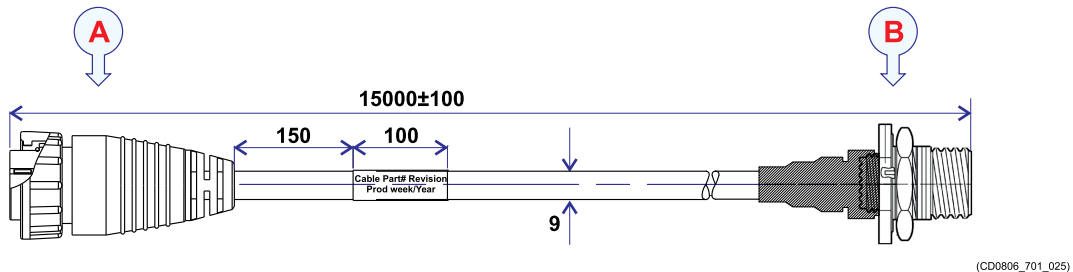 A
B
15000±100
150
100
Cable Part# Revision
Prod week/Year
9
(CD0806_701_025)